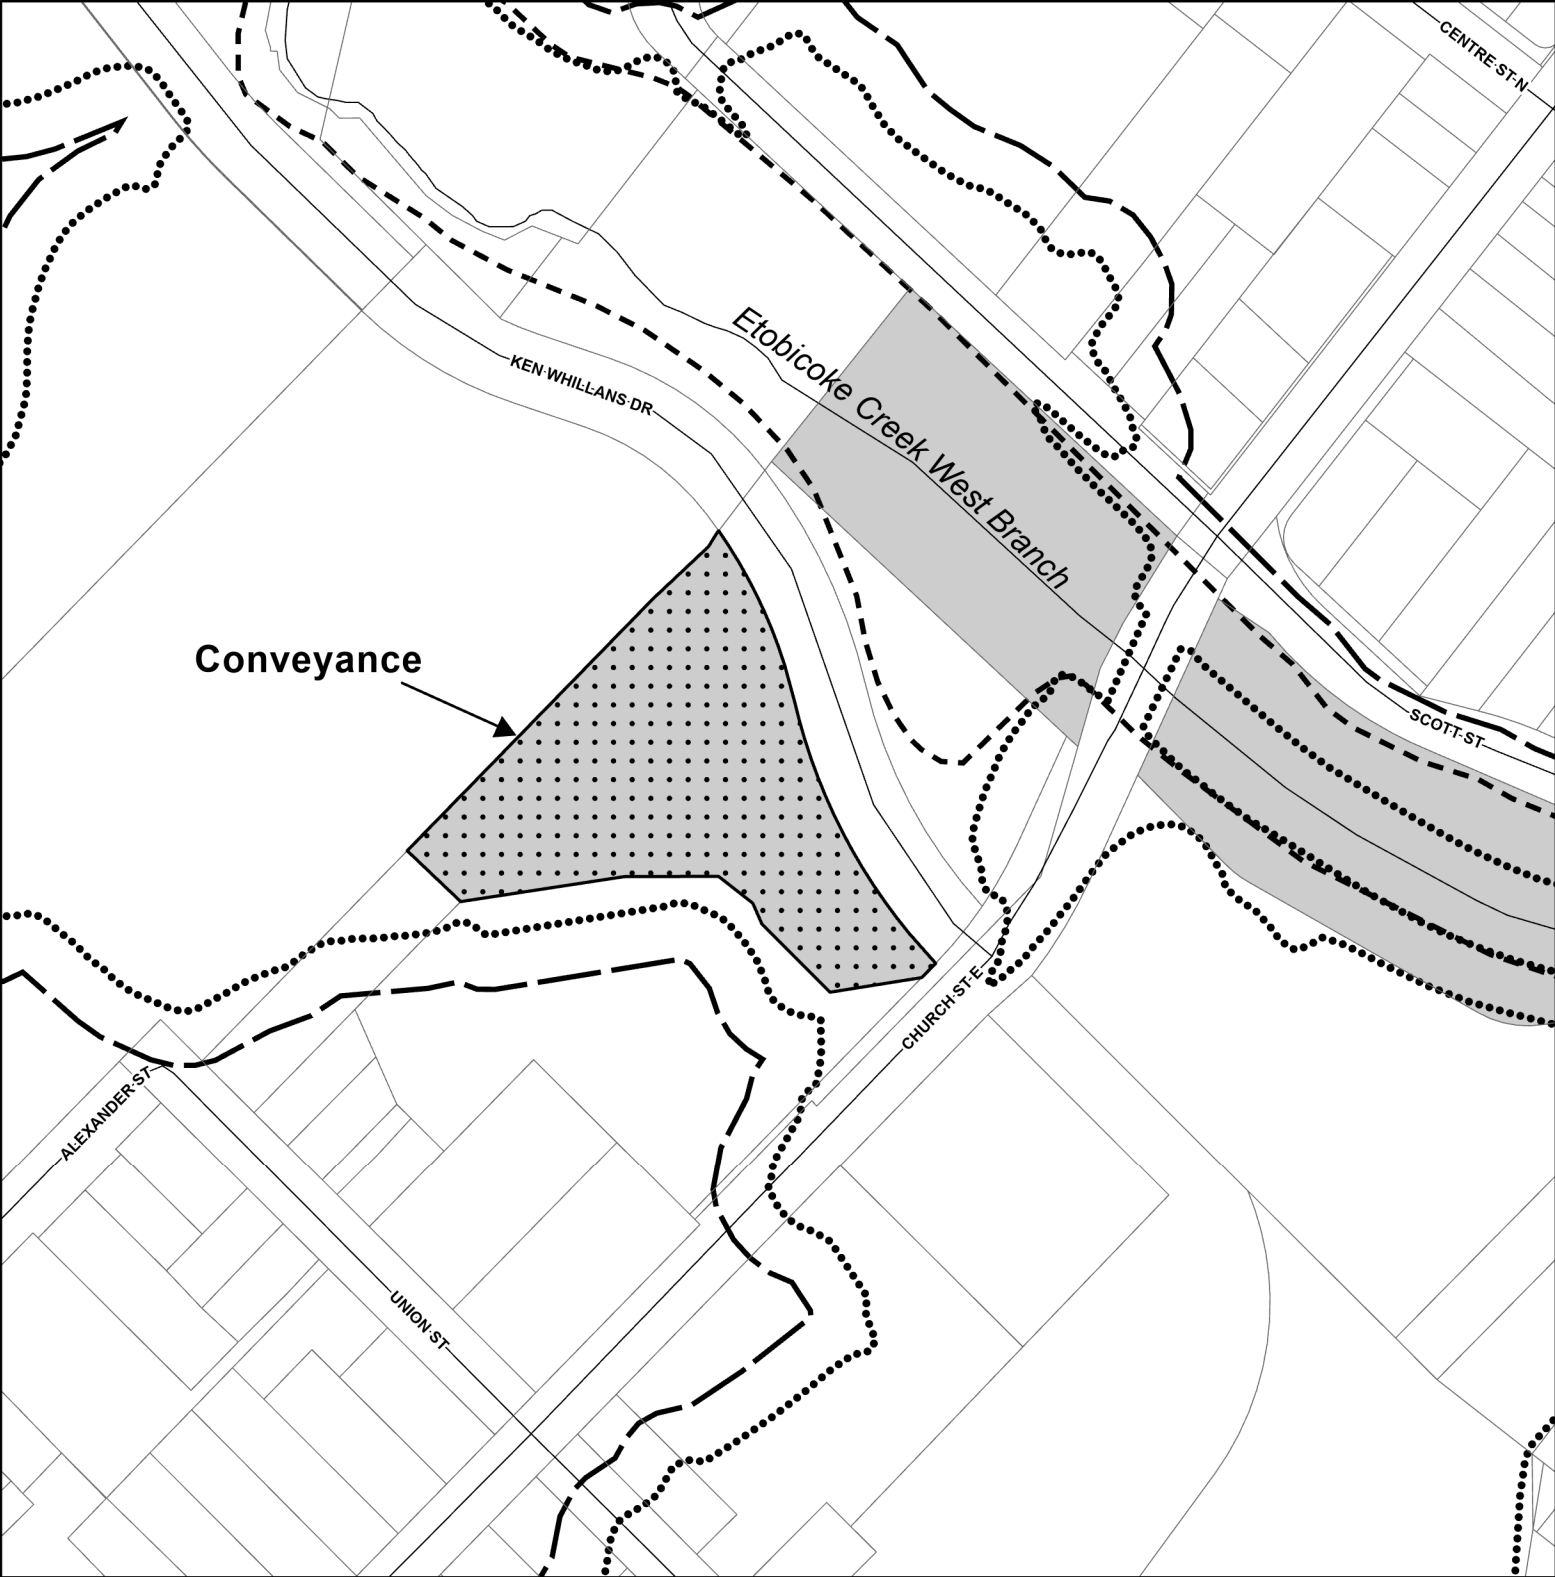 CENTRE ST N
Etobicoke Creek West Branch
KEN WHILLANS DR
Conveyance
SCOTT ST
CHURCH ST E
ALEXANDER ST
UNION ST